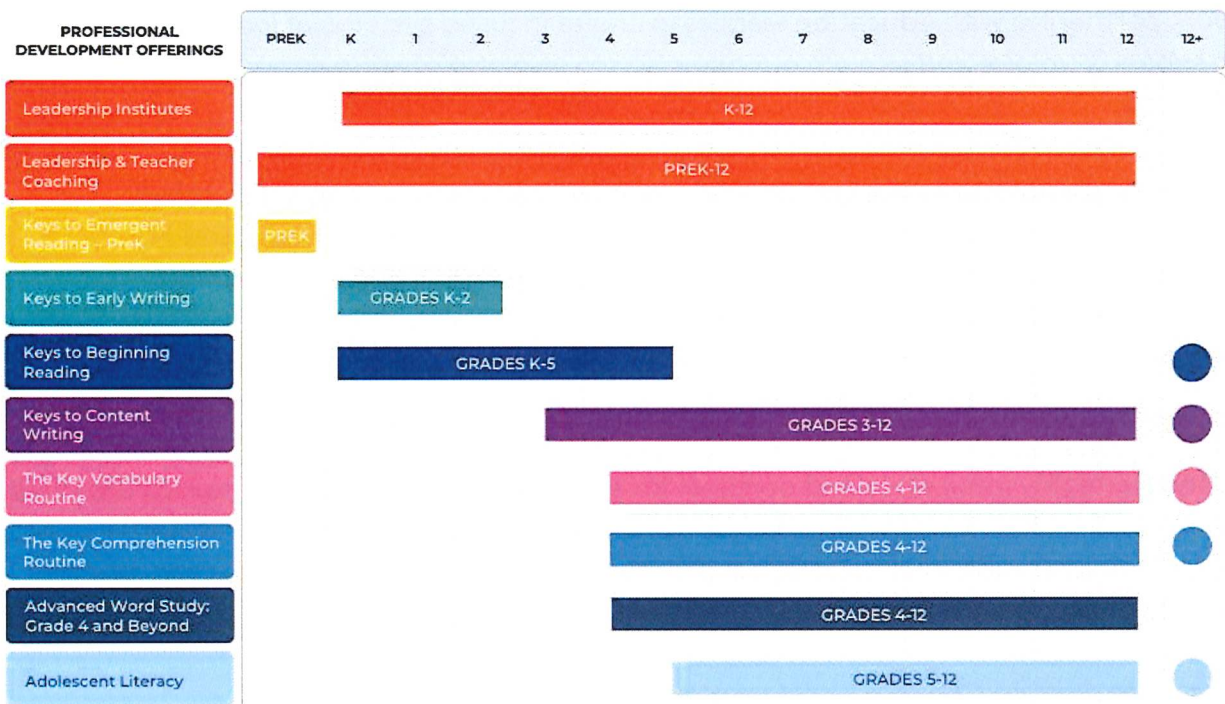 PROFESSIONAL
DEVELOPMENT OFFERINGS
PREK K 1 2 3 4 5 6 7 8 9 10 11 12 12+
Leadership Institutes
K-12
Leadership & Teacher
Coaching
PREK-12
Keys to Emergent
Reading – PreK
PREK
Keys to Early Writing
GRADES K-2
Keys to Beginning
Reading
GRADES K-5
Keys to Content
Writing
GRADES 3-12
The Key Vocabulary
Routine
GRADES 4-12
The Key Comprehension
Routine
GRADES 4-12
Advanced Word Study:
Grade 4 and Beyond
GRADES 4-12
Adolescent Literacy
GRADES 5-12